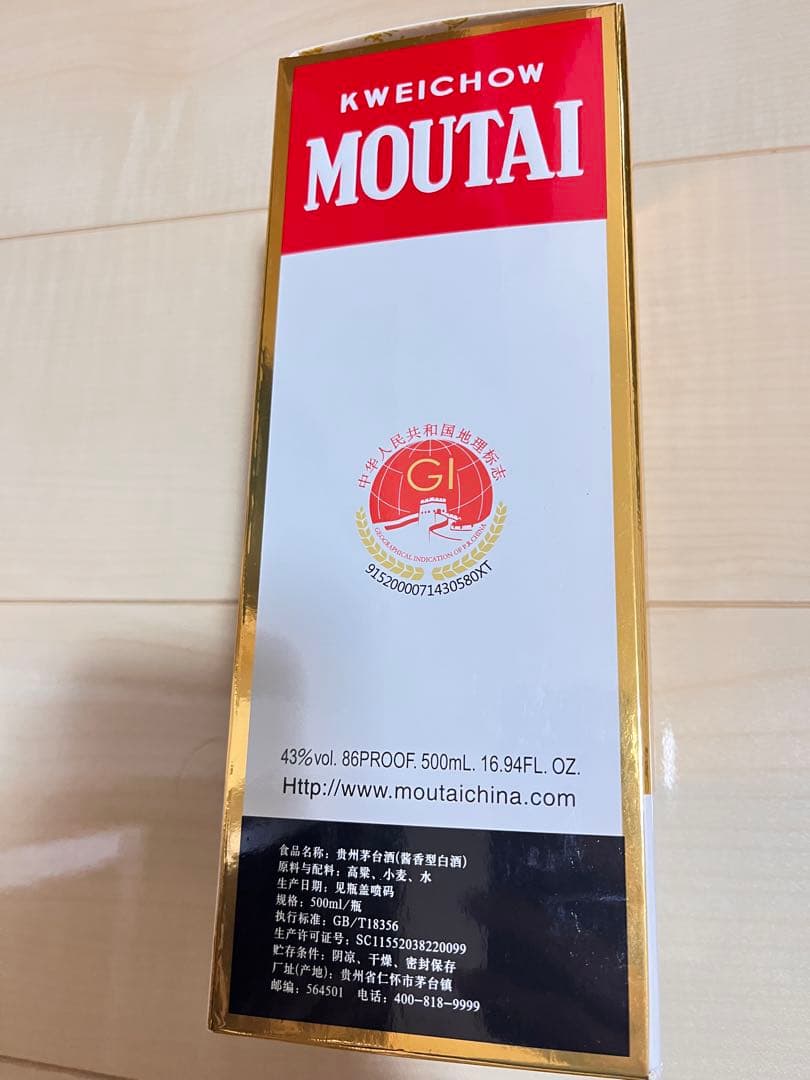 KWEICHOW
MOUTAI
中华人民共和国地理标志
GI
GEOGRAPHICAL INDICATION OF P.R.CHINA
9152000071430580XT
43%vol. 86PROOF. 500mL. 16.94FL. OZ.
Http://www.moutaichina.com
食品名称：贵州茅台酒(酱香型白酒)
原料与配料：高粱、小麦、水
生产日期：见瓶盖喷码
规格：500ml/瓶
执行标准：GB/T18356
生产许可证号：SC11552038220099
贮存条件：阴凉、干燥、密封保存
厂址(产地)：贵州省仁怀市茅台镇
邮编：564501 电话：400-818-9999